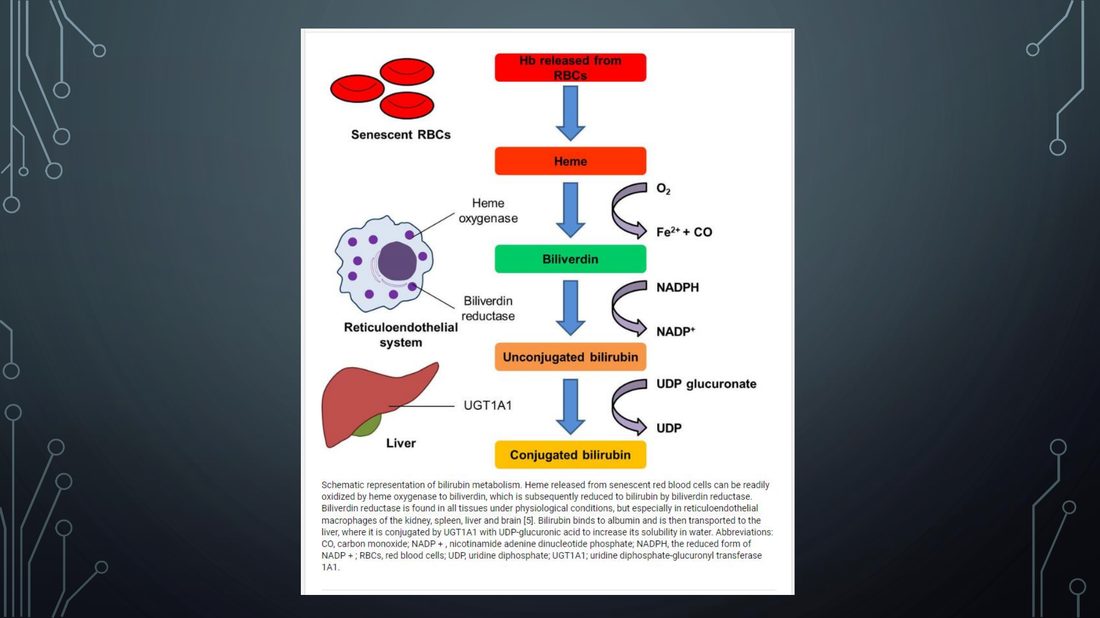 Hb released from
RBCs
Senescent RBCs
Heme
O₂
Heme
oxygenase
Fe²⁺ + CO
Biliverdin
NADPH
Biliverdin
reductase
Reticuloendothelial
system
NADP⁺
Unconjugated bilirubin
UDP glucuronate
UGT1A1
UDP
Liver
Conjugated bilirubin
Schematic representation of bilirubin metabolism. Heme released from senescent red blood cells can be readily
oxidized by heme oxygenase to biliverdin, which is subsequently reduced to bilirubin by biliverdin reductase.
Biliverdin reductase is found in all tissues under physiological conditions, but especially in reticuloendothelial
macrophages of the kidney, spleen, liver and brain [5]. Bilirubin binds to albumin and is then transported to the
liver, where it is conjugated by UGT1A1 with UDP-glucuronic acid to increase its solubility in water. Abbreviations:
CO, carbon monoxide; NADP + , nicotinamide adenine dinucleotide phosphate; NADPH, the reduced form of
NADP + ; RBCs, red blood cells; UDP, uridine diphosphate; UGT1A1; uridine diphosphate-glucuronyl transferase
1A1.